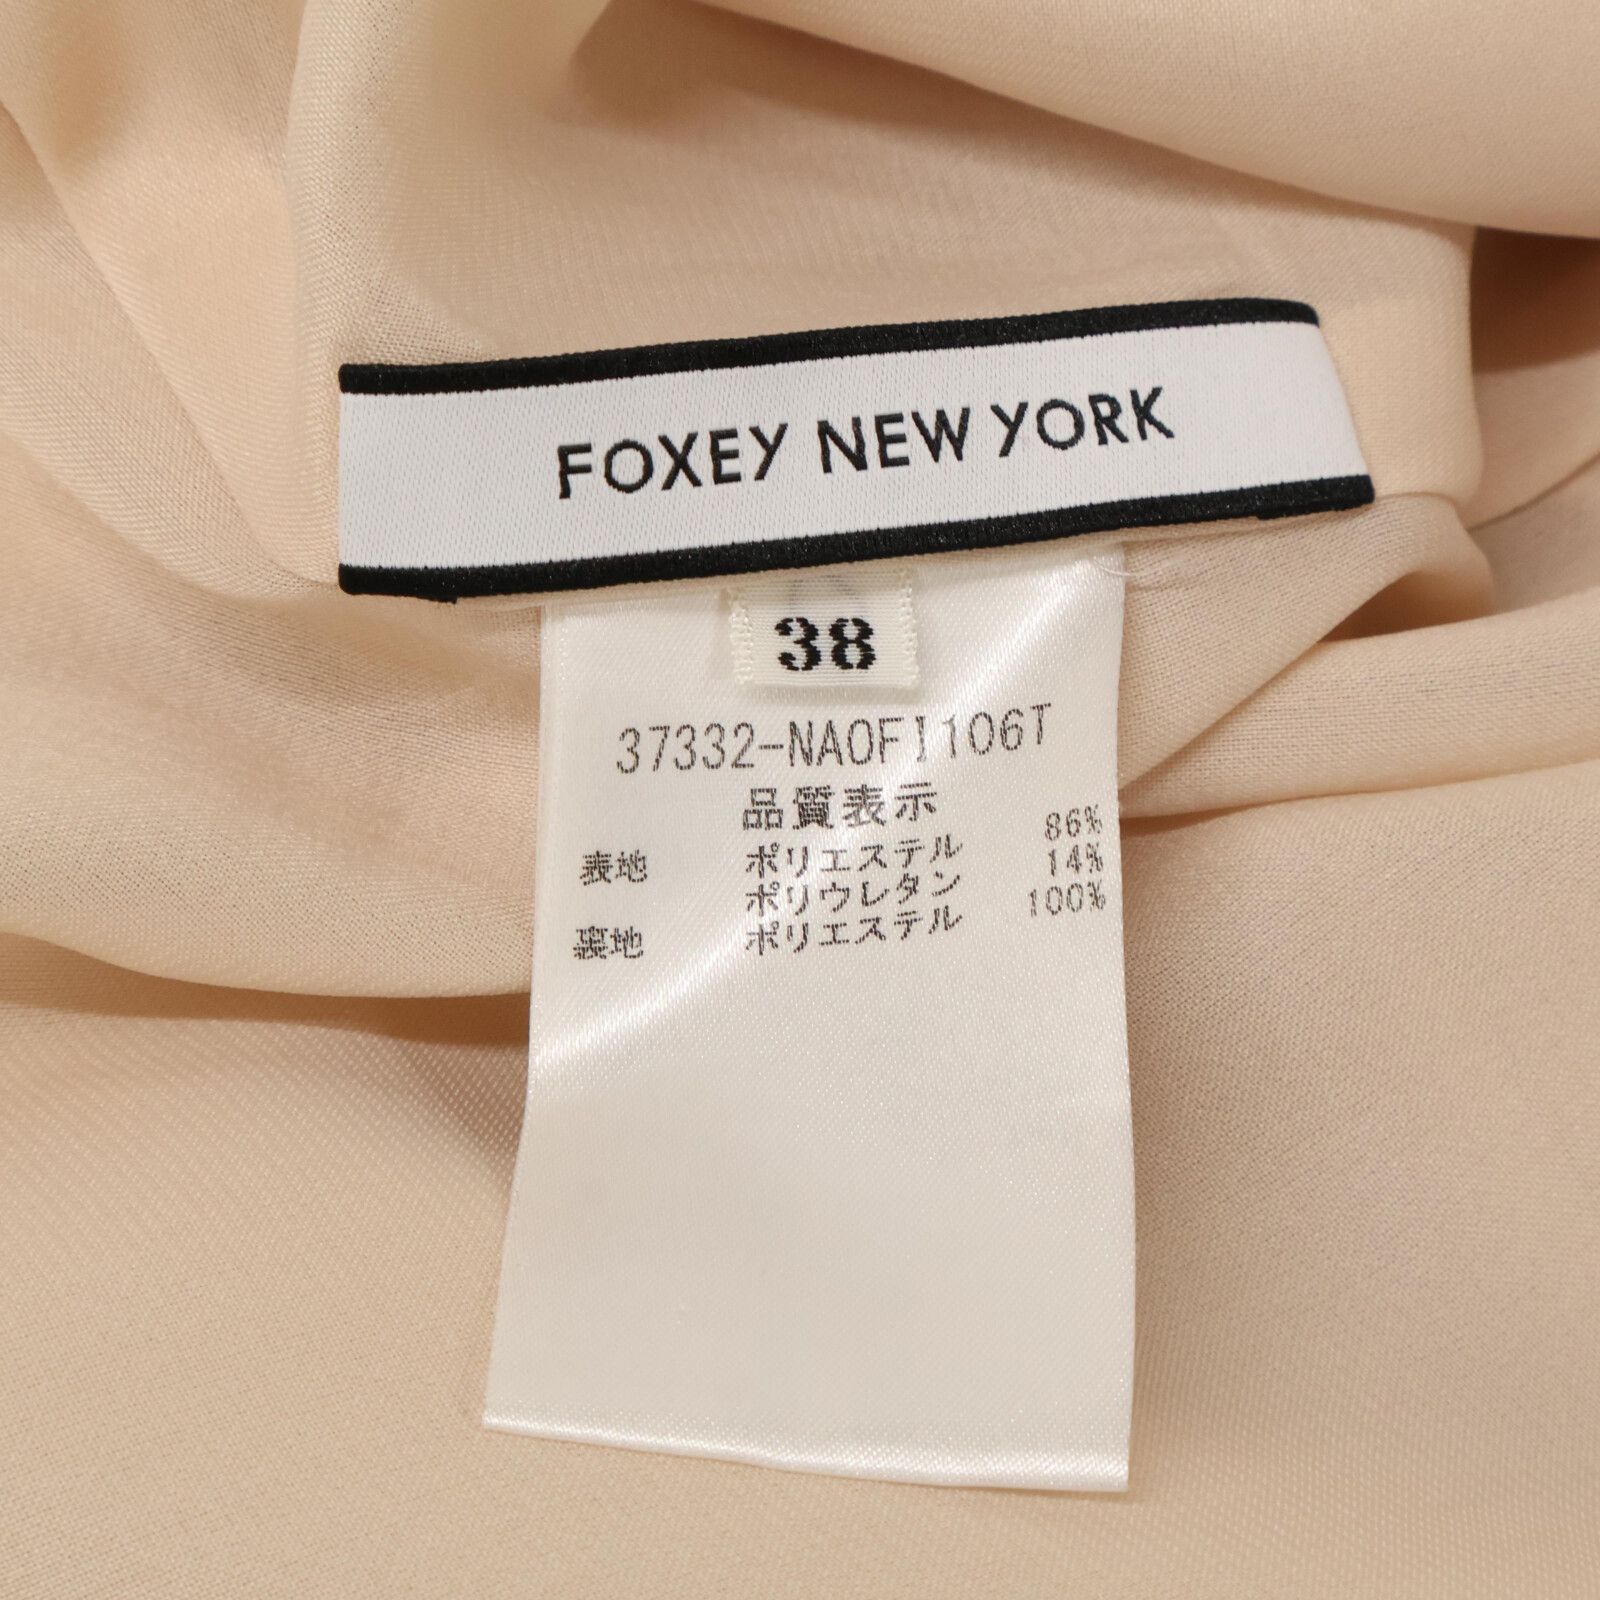 FOXEY NEW YORK
38
37332-NAOFI106T
品質表示
表地 ポリエステル 86%
ポリウレタン 14%
裏地 ポリエステル 100%